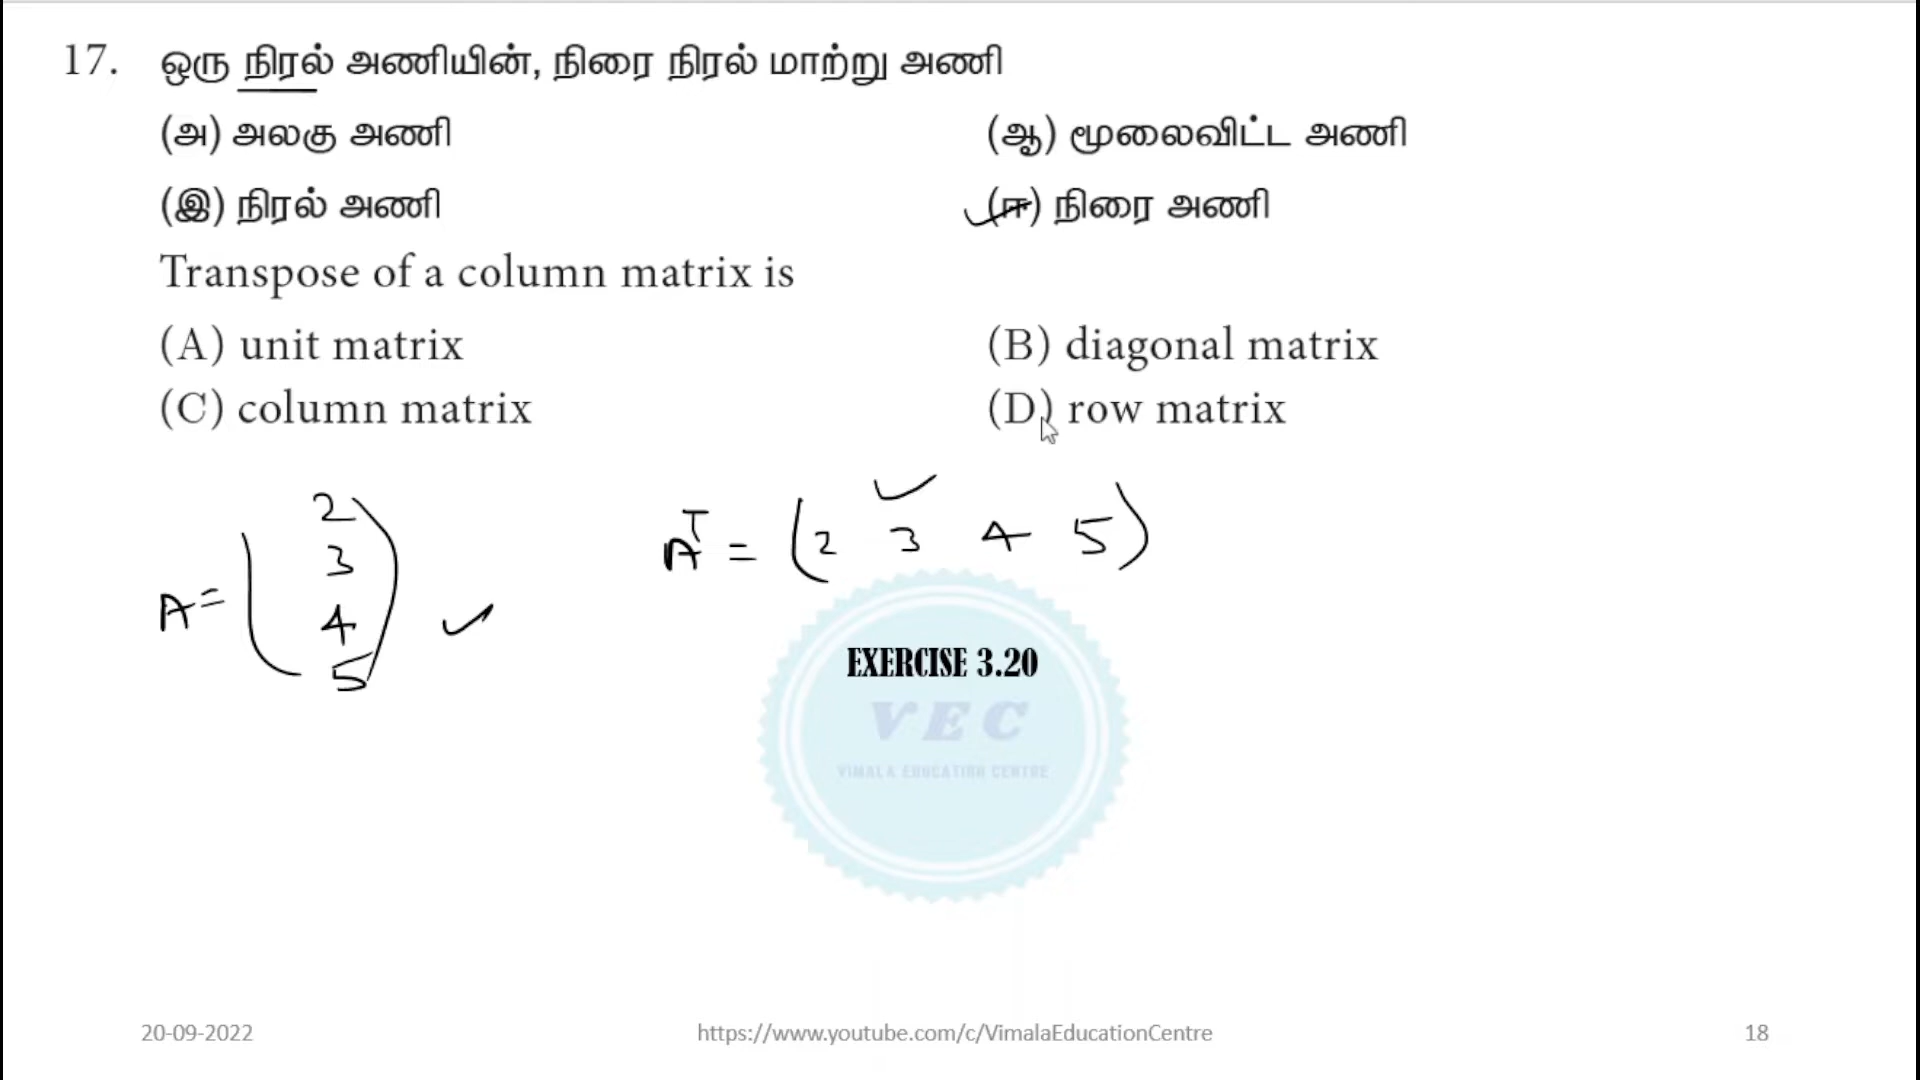 17. ஒரு நிரல் அணியின், நிரை நிரல் மாற்று அணி
(அ) அலகு அணி (ஆ) மூலைவிட்ட அணி
(இ) நிரல் அணி (ஈ) நிரை அணி
Transpose of a column matrix is
(A) unit matrix (B) diagonal matrix
(C) column matrix (D) row matrix
A = ( 2 3 4 5 )
Aᵀ = ( 2 3 4 5 )
EXERCISE 3.20
VEC
VIMALA EDUCATION CENTRE
20-09-2022 https://www.youtube.com/c/VimalaEducationCentre 18